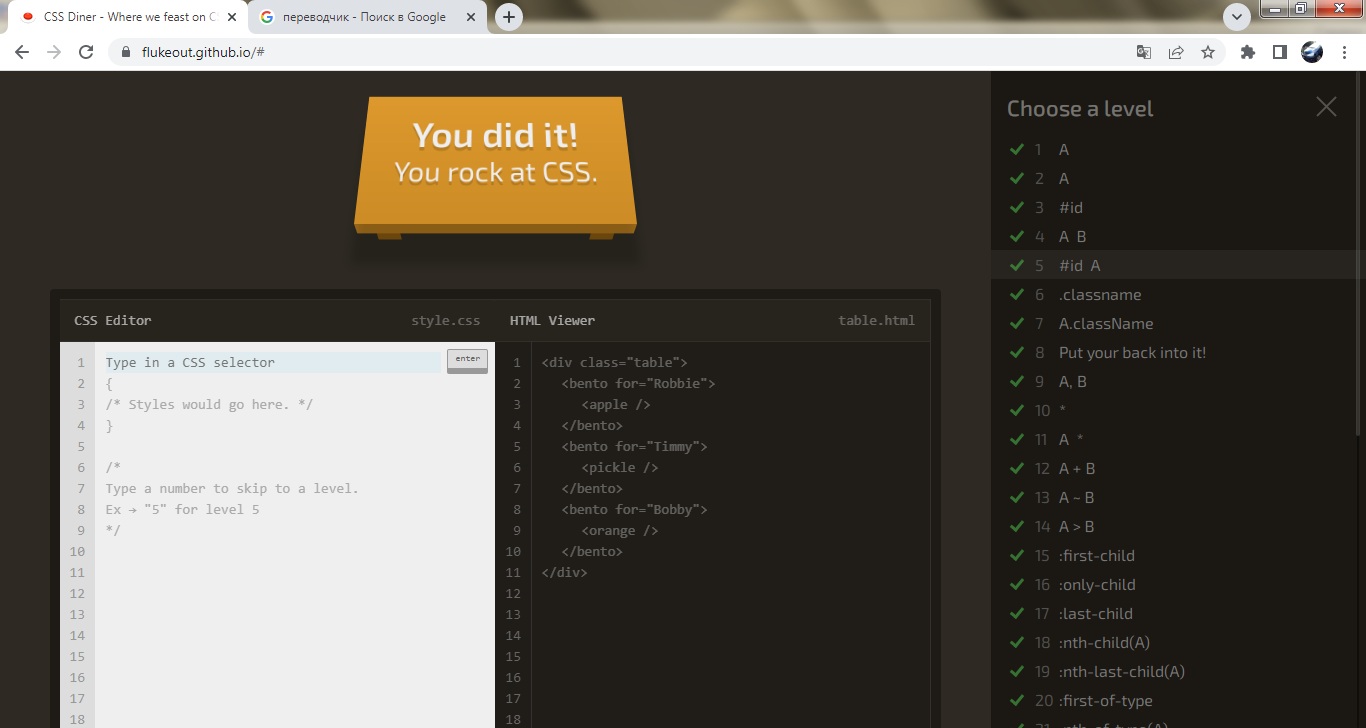 CSS Diner - Where we feast on C
переводчик - Поиск в Google
flukeout.github.io/#
You did it!
You rock at CSS.
CSS Editor style.css
1 Type in a CSS selector enter
2 {
3 /* Styles would go here. */
4 }
5
6 /*
7 Type a number to skip to a level.
8 Ex → "5" for level 5
9 */
10
11
12
13
14
15
16
17
18
HTML Viewer table.html
1 <div class="table">
2 <bento for="Robbie">
3 <apple />
4 </bento>
5 <bento for="Timmy">
6 <pickle />
7 </bento>
8 <bento for="Bobby">
9 <orange />
10 </bento>
11 </div>
12
13
14
15
16
17
18
Choose a level
1 A
2 A
3 #id
4 A B
5 #id A
6 .classname
7 A.className
8 Put your back into it!
9 A, B
10 *
11 A *
12 A + B
13 A ~ B
14 A > B
15 :first-child
16 :only-child
17 :last-child
18 :nth-child(A)
19 :nth-last-child(A)
20 :first-of-type
21 :nth-of-type(A)